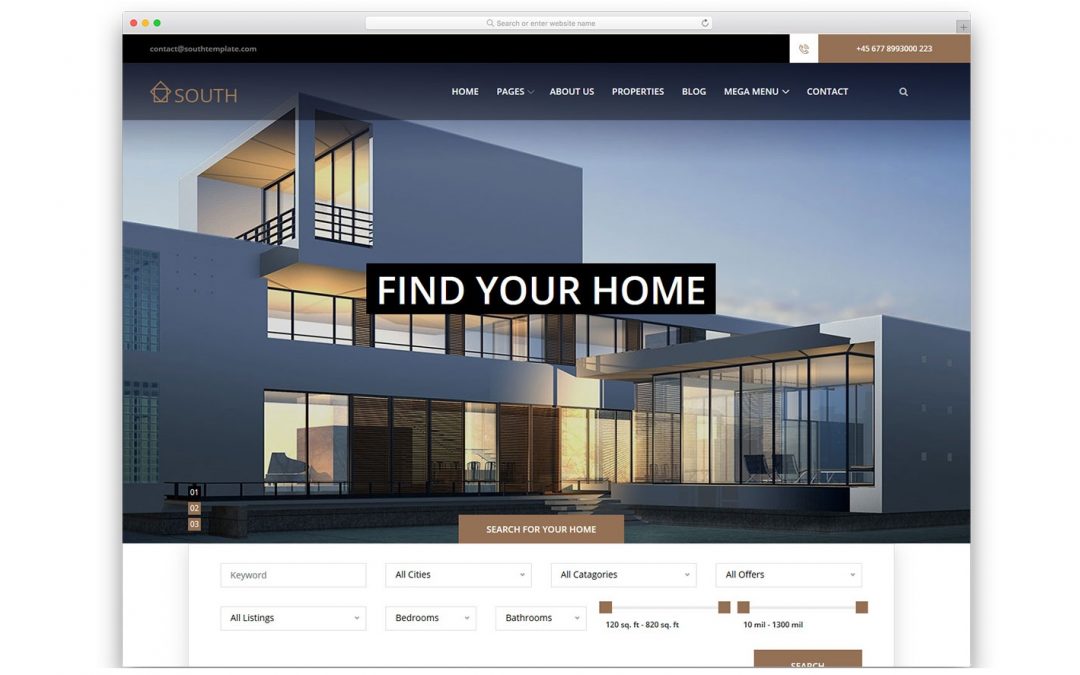 Search or enter website name
contact@southtemplate.com
+45 677 8993000 223
SOUTH
HOME PAGES ABOUT US PROPERTIES BLOG MEGA MENU CONTACT
FIND YOUR HOME
01
02
03
SEARCH FOR YOUR HOME
Keyword All Cities All Catagories All Offers
All Listings Bedrooms Bathrooms
120 sq. ft - 820 sq. ft 10 mil - 1300 mil
SEARCH